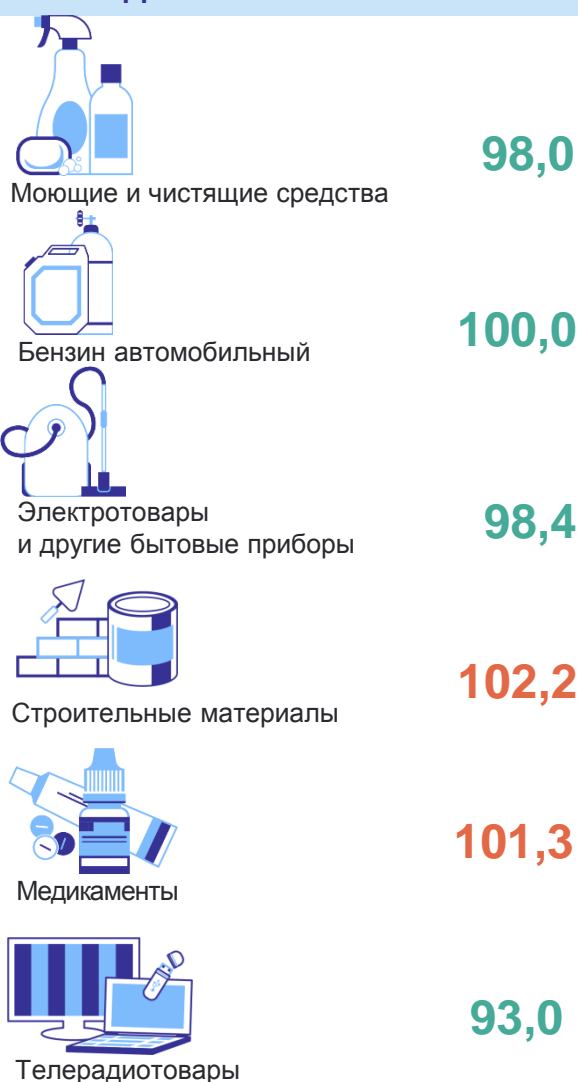 98,0
Моющие и чистящие средства
100,0
Бензин автомобильный
Электротовары
и другие бытовые приборы
98,4
102,2
Строительные материалы
101,3
Медикаменты
93,0
Телерадиотовары